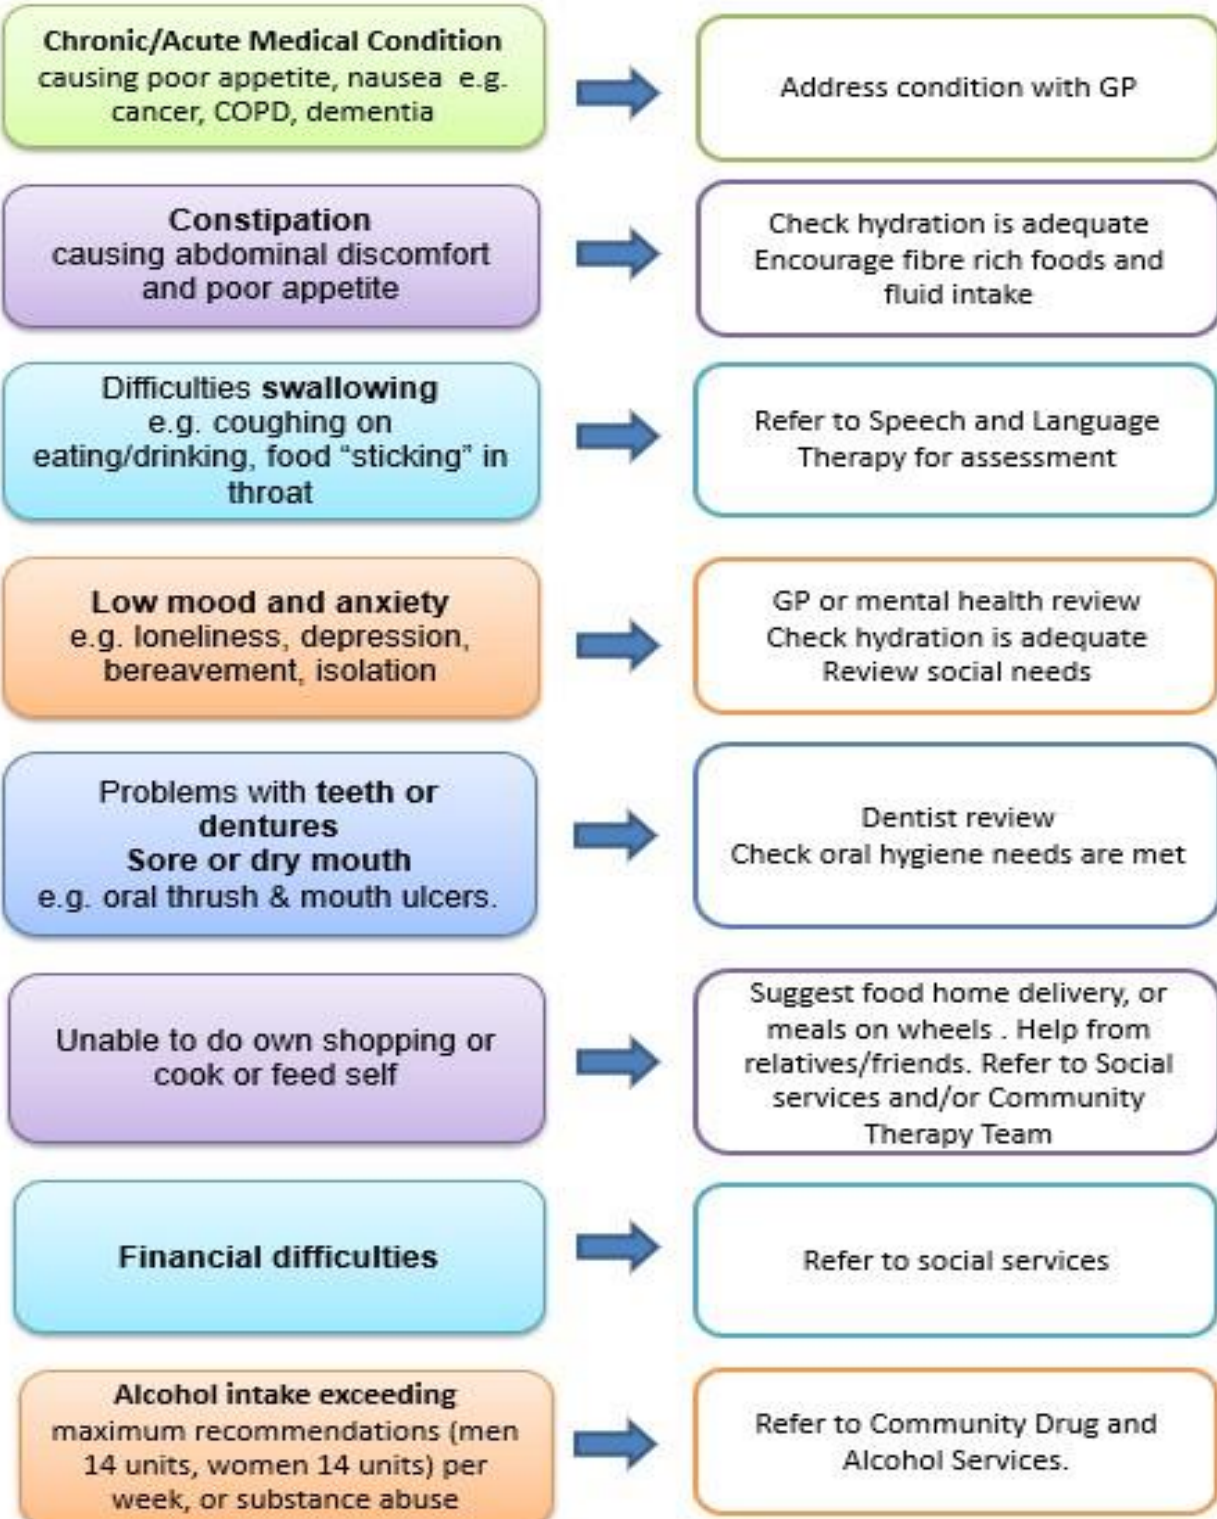 Chronic/Acute Medical Condition
causing poor appetite, nausea e.g.
cancer, COPD, dementia
Address condition with GP
Constipation
causing abdominal discomfort
and poor appetite
Check hydration is adequate
Encourage fibre rich foods and
fluid intake
Difficulties swallowing
e.g. coughing on
eating/drinking, food “sticking” in
throat
Refer to Speech and Language
Therapy for assessment
Low mood and anxiety
e.g. loneliness, depression,
bereavement, isolation
GP or mental health review
Check hydration is adequate
Review social needs
Problems with teeth or
dentures
Sore or dry mouth
e.g. oral thrush & mouth ulcers.
Dentist review
Check oral hygiene needs are met
Unable to do own shopping or
cook or feed self
Suggest food home delivery, or
meals on wheels . Help from
relatives/friends. Refer to Social
services and/or Community
Therapy Team
Financial difficulties
Refer to social services
Alcohol intake exceeding
maximum recommendations (men
14 units, women 14 units) per
week, or substance abuse
Refer to Community Drug and
Alcohol Services.